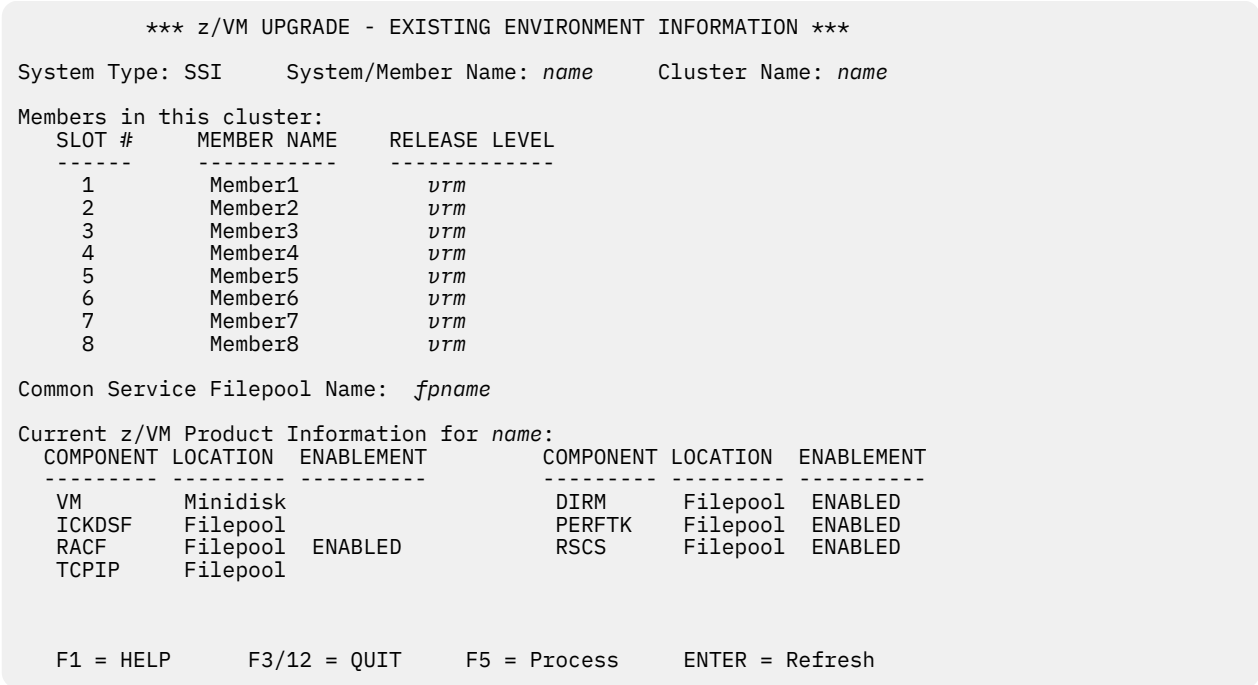 *** z/VM UPGRADE - EXISTING ENVIRONMENT INFORMATION ***
System Type: SSI     System/Member Name: name     Cluster Name: name
Members in this cluster:
   SLOT #     MEMBER NAME    RELEASE LEVEL
   ------     -----------    -------------
     1         Member1          vrm
     2         Member2          vrm
     3         Member3          vrm
     4         Member4          vrm
     5         Member5          vrm
     6         Member6          vrm
     7         Member7          vrm
     8         Member8          vrm
Common Service Filepool Name:  fpname
Current z/VM Product Information for name:
  COMPONENT LOCATION  ENABLEMENT         COMPONENT LOCATION  ENABLEMENT
  --------- --------- ----------         --------- --------- ----------
   VM        Minidisk                     DIRM      Filepool  ENABLED
   ICKDSF    Filepool                     PERFTK    Filepool  ENABLED
   RACF      Filepool  ENABLED            RSCS      Filepool  ENABLED
   TCPIP     Filepool
   F1 = HELP      F3/12 = QUIT     F5 = Process     ENTER = Refresh